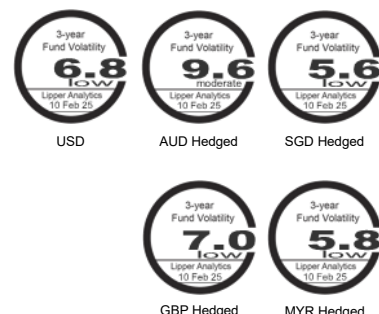 3-year
Fund Volatility
6.8
low
Lipper Analytics
10 Feb 25
USD
3-year
Fund Volatility
9.6
moderate
Lipper Analytics
10 Feb 25
AUD Hedged
3-year
Fund Volatility
5.6
low
Lipper Analytics
10 Feb 25
SGD Hedged
3-year
Fund Volatility
7.0
low
Lipper Analytics
10 Feb 25
GBP Hedged
3-year
Fund Volatility
5.8
low
Lipper Analytics
10 Feb 25
MYR Hedged